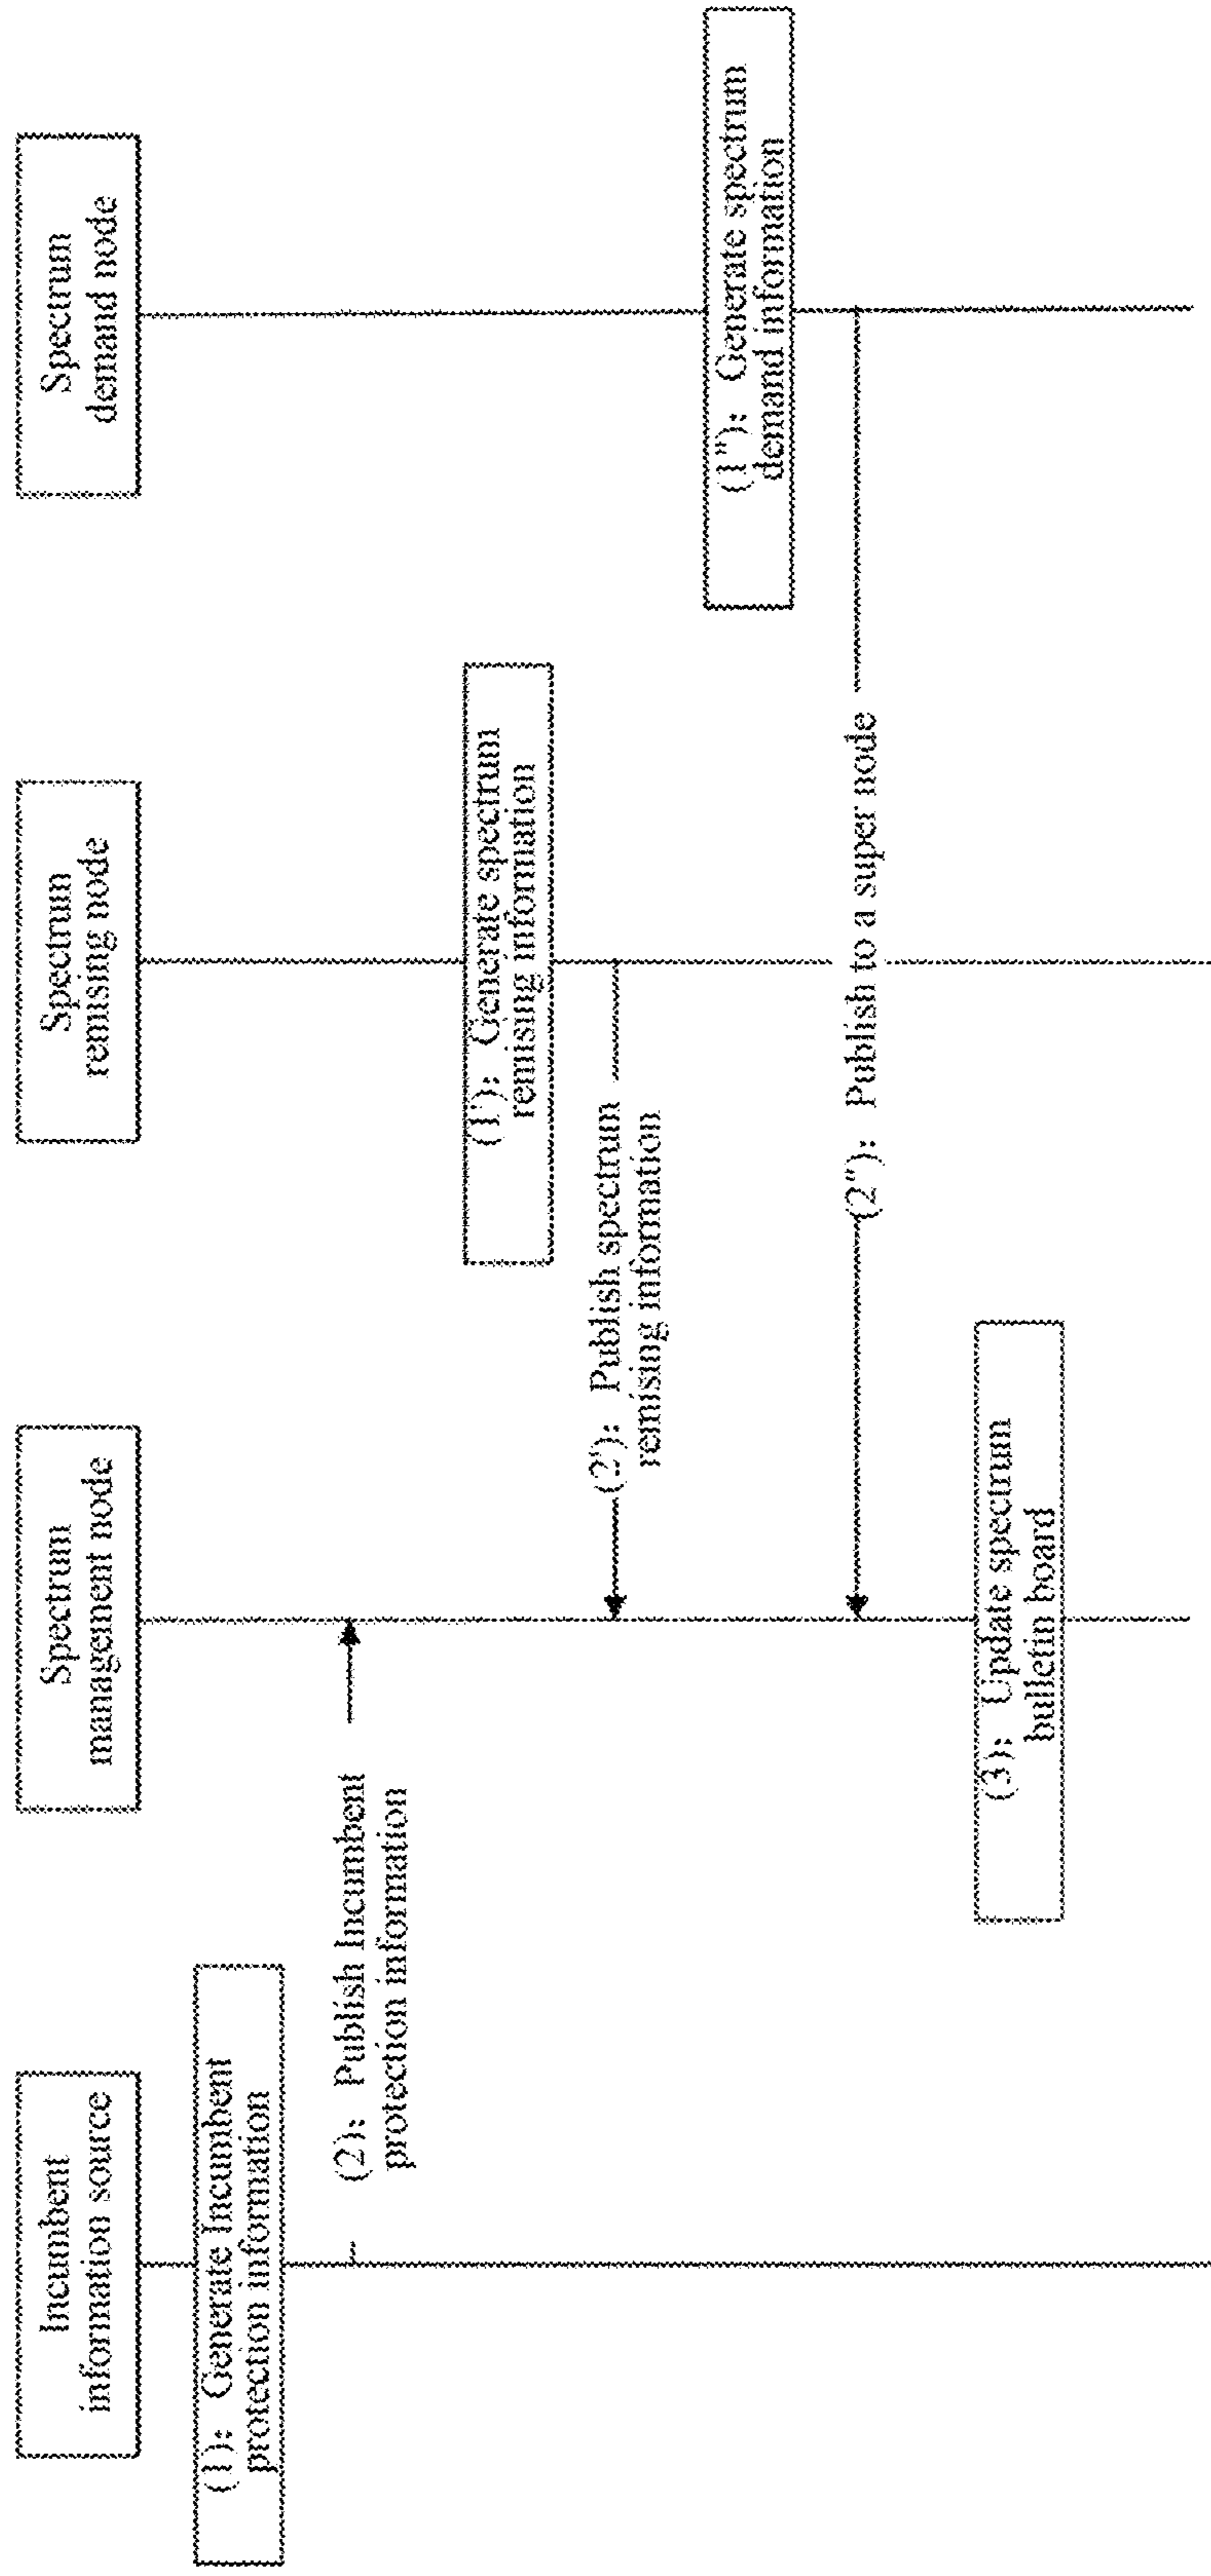 Incumbent
information source
Spectrum
management node
Spectrum
remising node
Spectrum
demand node
(1): Generate Incumbent
protection information
(2): Publish Incumbent
protection information
(1'): Generate spectrum
remising information
(2'): Publish spectrum
remising information
(1"): Generate spectrum
demand information
(2"): Publish to a super node
(3): Update spectrum
bulletin board